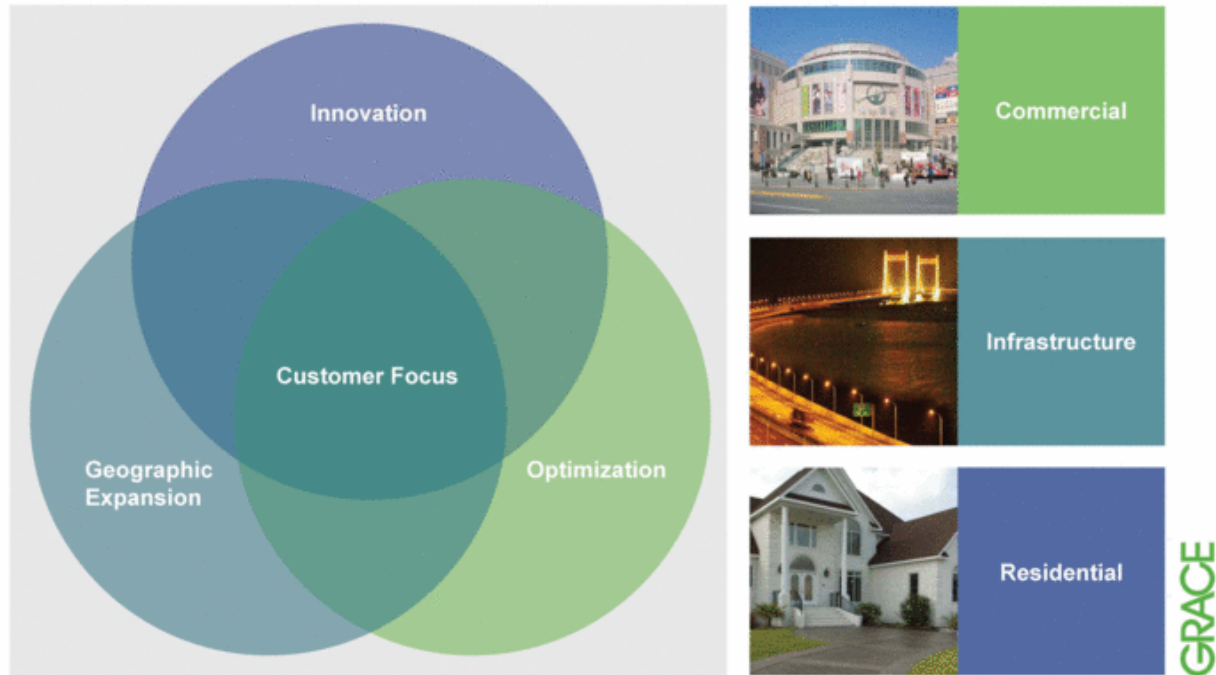 Innovation
Customer Focus
Geographic
Expansion
Optimization
Commercial
Infrastructure
Residential
GRACE